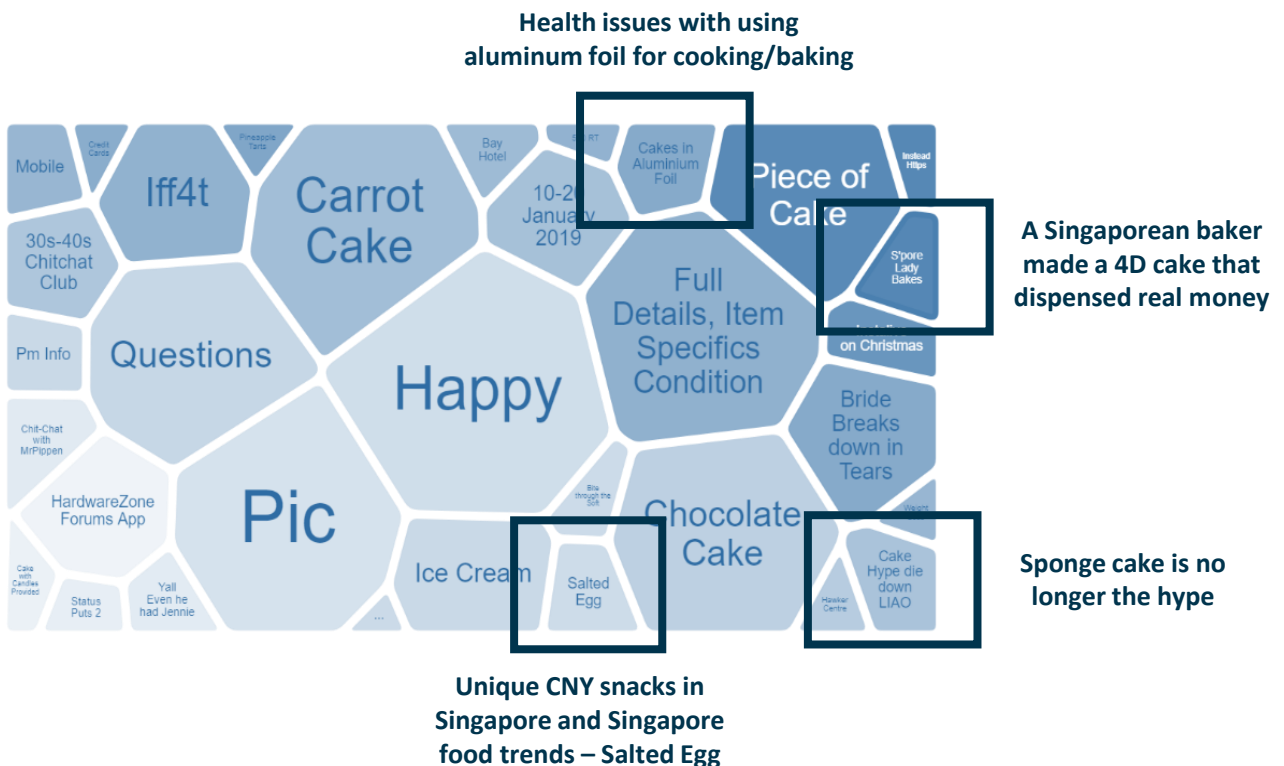 Health issues with using
aluminum foil for cooking/baking
Mobile
Credit
Cards
Iff4t
Pineapple
Tarts
Carrot
Cake
Bay
Hotel
RT
10-20
January
2019
Cakes in
Aluminium
Foil
Piece of
Cake
Instead
Https
30s-40s
Chitchat
Club
S'pore
Lady
Bakes
A Singaporean baker
made a 4D cake that
dispensed real money
Full
Details, Item
Specifics
Condition
Pm Info
Questions
Happy
on Christmas
Bride
Breaks
down in
Tears
Chit-Chat
with
MrPippen
HardwareZone
Forums App
Pic
Bite
through the
Soft
Chocolate
Cake
Weight
Ice Cream
Salted
Egg
Cake
Hype die
down
LIAO
Hawker
Centre
Sponge cake is no
longer the hype
Cake
with
Candles
Provided
Status
Puts 2
Yall
Even he
had Jennie
...
Unique CNY snacks in
Singapore and Singapore
food trends – Salted Egg